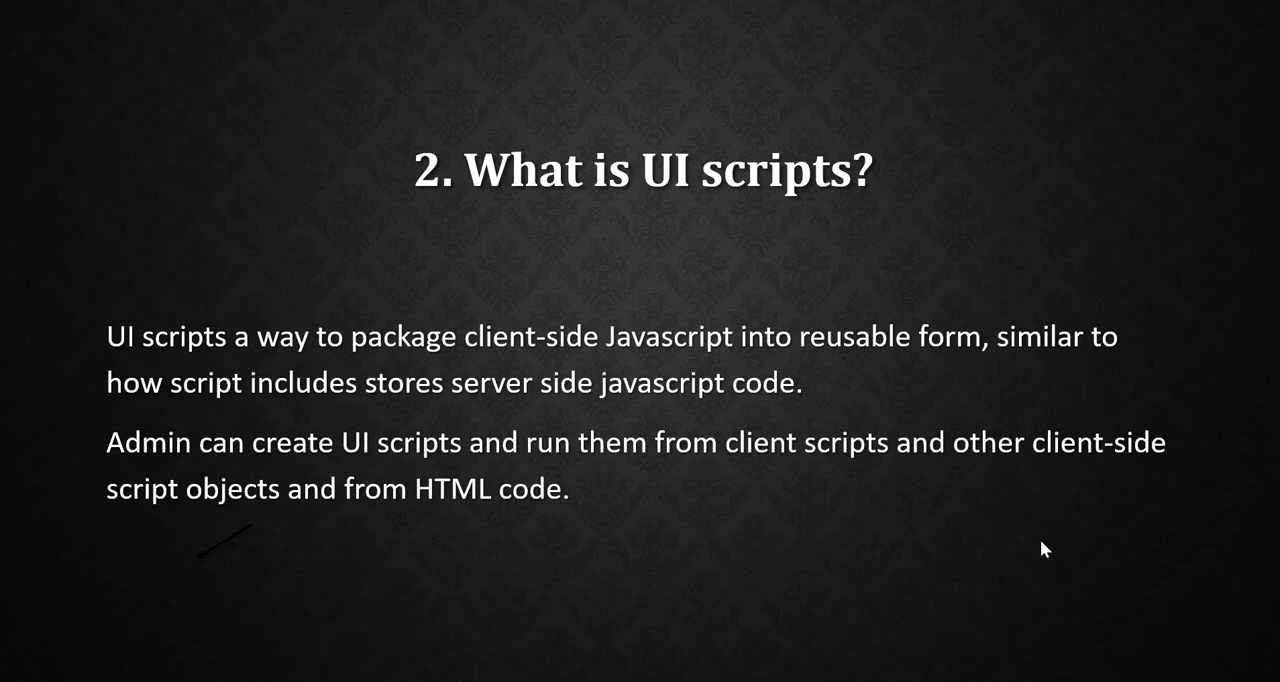 2. What is UI scripts?
UI scripts a way to package client-side Javascript into reusable form, similar to
how script includes stores server side javascript code.
Admin can create UI scripts and run them from client scripts and other client-side
script objects and from HTML code.